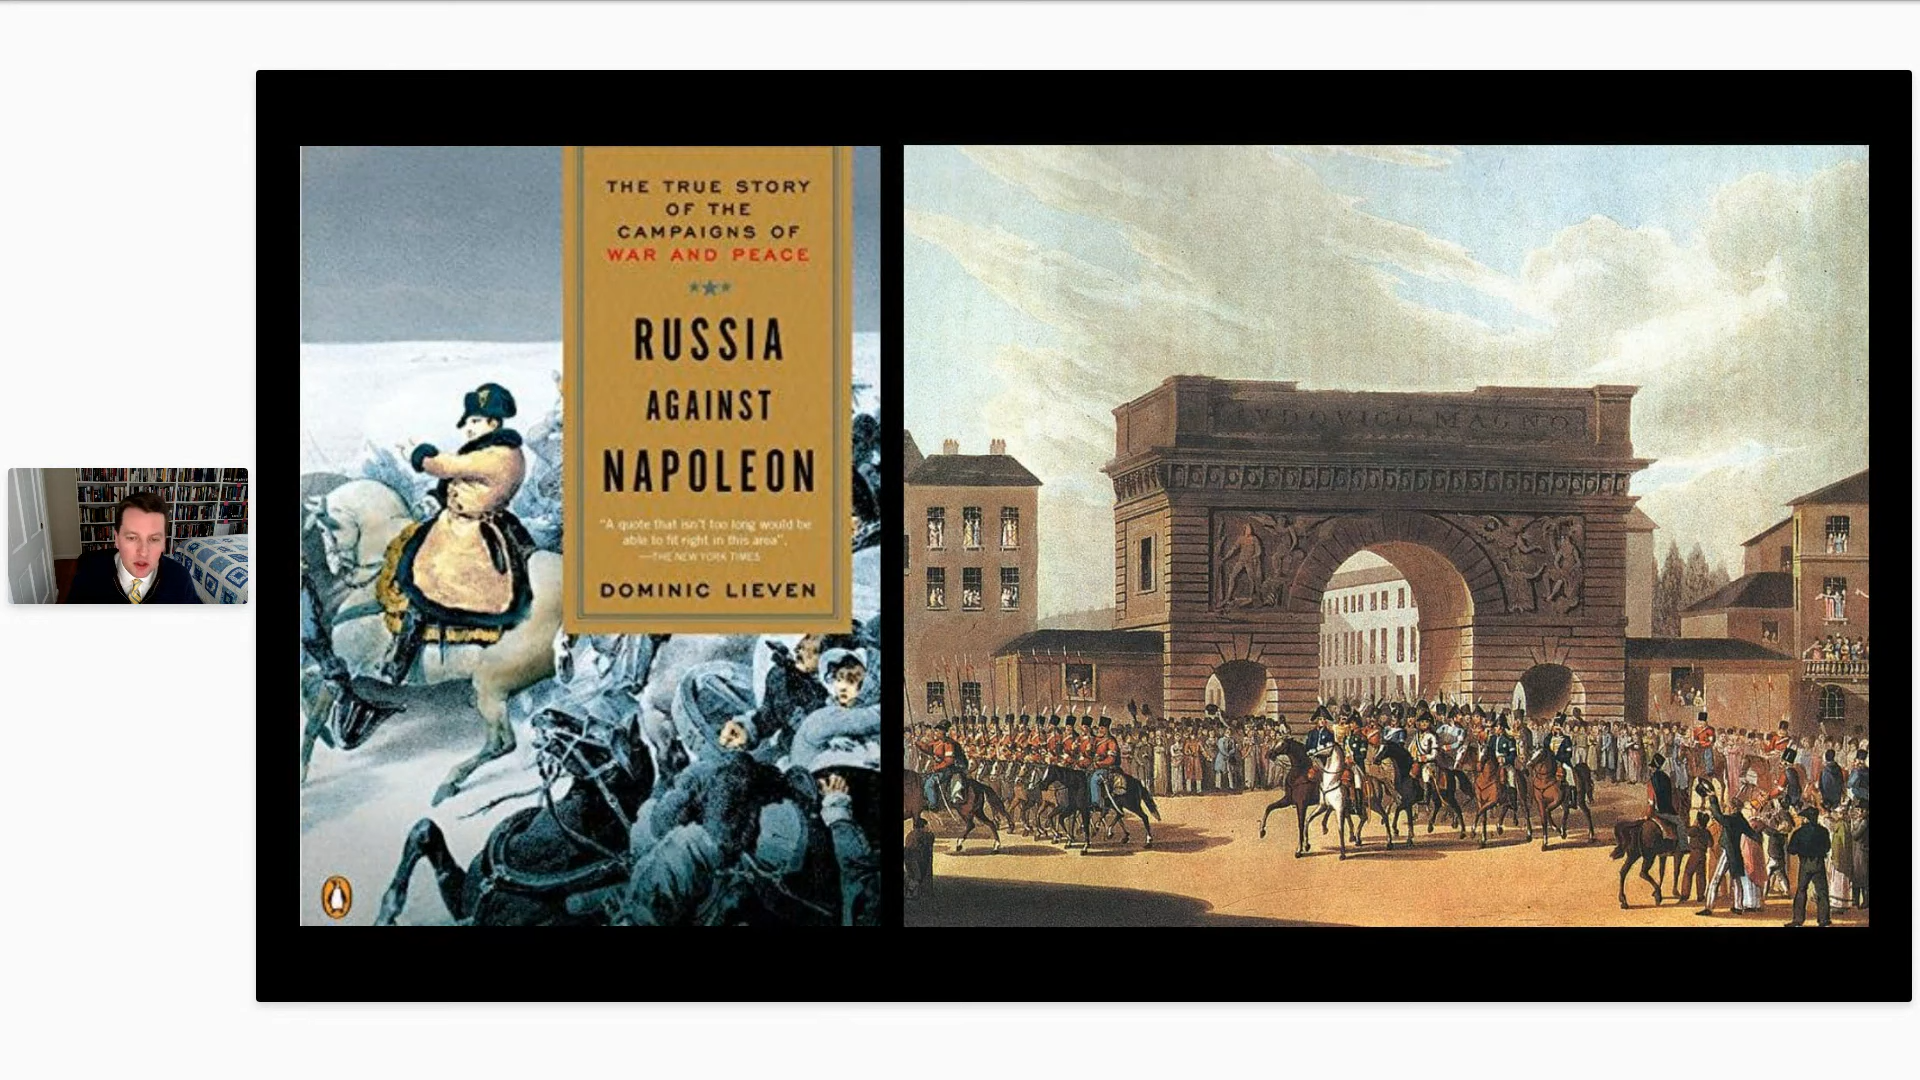 THE TRUE STORY
OF THE
CAMPAIGNS OF
WAR AND PEACE
RUSSIA
AGAINST
NAPOLEON
"A quote that isn't too long would be
able to fit right in this area".
—THE NEW YORK TIMES
DOMINIC LIEVEN
LVDOVICO MAGNO